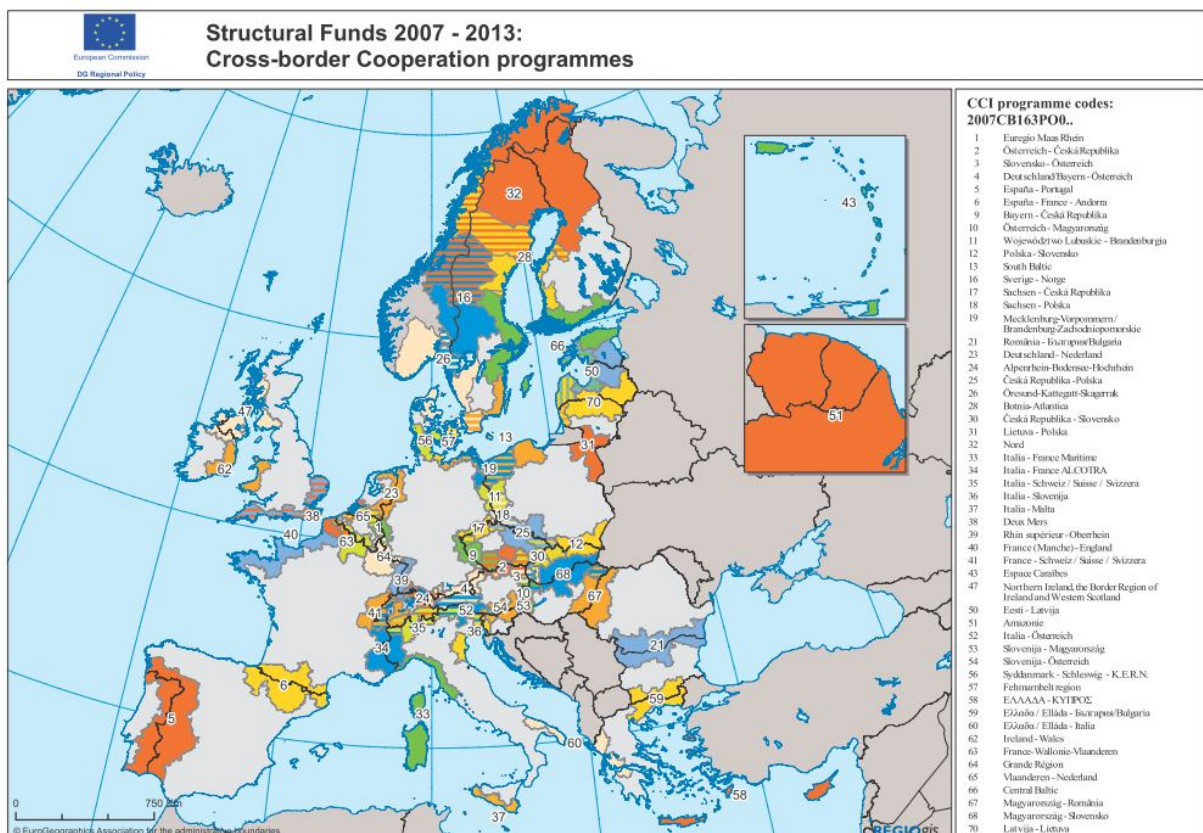 Structural Funds 2007 - 2013:
Cross-border Cooperation programmes
European Commission
DG Regional Policy
CCI programme codes:
2007CB163PO0..
1 Euregio Maas Rhein
2 Österreich - Česká Republika
3 Slovensko - Österreich
4 Deutschland/Bayern - Österreich
5 España - Portugal
6 España - France - Andorra
9 Bayern - Česká Republika
10 Österreich - Magyarország
11 Województwo Lubuskie - Brandenburgia
12 Polska - Slovensko
13 South Baltic
16 Sverige - Norge
17 Sachsen - Česká Republika
18 Sachsen - Polska
19 Mecklenburg-Vorpommern /
Brandenburg-Zachodniopomorskie
21 România - България/Bulgaria
23 Deutschland - Nederland
24 Alpenrhein-Bodensee-Hochrhein
25 Česká Republika - Polska
26 Öresund-Kattegatt-Skagerrak
28 Botnia-Atlantica
30 Česká Republika - Slovensko
31 Lietuva - Polska
32 Nord
33 Italia - France Maritime
34 Italia - France ALCOTRA
35 Italia - Schweiz / Suisse / Svizzera
36 Italia - Slovenija
37 Italia - Malta
38 Deux Mers
39 Rhin supérieur - Oberrhein
40 France (Manche) - England
41 France - Schweiz / Suisse / Svizzera
43 Espace Caraïbes
47 Northern Ireland, the Border Region of
Ireland and Western Scotland
50 Eesti - Latvija
51 Amazonie
52 Italia - Österreich
53 Slovenija - Magyarország
54 Slovenija - Österreich
56 Syddanmark - Schleswig - K.E.R.N.
57 Fehmarnbelt region
58 ΕΛΛΑΔΑ - ΚΥΠΡΟΣ
59 Ελλάδα / Elláda - България/Bulgaria
60 Ελλάδα / Elláda - Italia
62 Ireland - Wales
63 France-Wallonie-Vlaanderen
64 Grande Région
65 Vlaanderen - Nederland
66 Central Baltic
67 Magyarország - România
68 Magyarország - Slovensko
70 Latvija - Lietuva
32
43
28
16
66
26
50
51
70
47
13
56
57
31
62
19
23
11
38
65
18
40
1
17
25
63
64
9
12
30
2
39
68
3
4
24
10
67
41
52
54
53
35
36
34
21
6
59
5
33
60
58
37
0 750 Km
© EuroGeographics Association for the administrative boundaries
REGIOgis